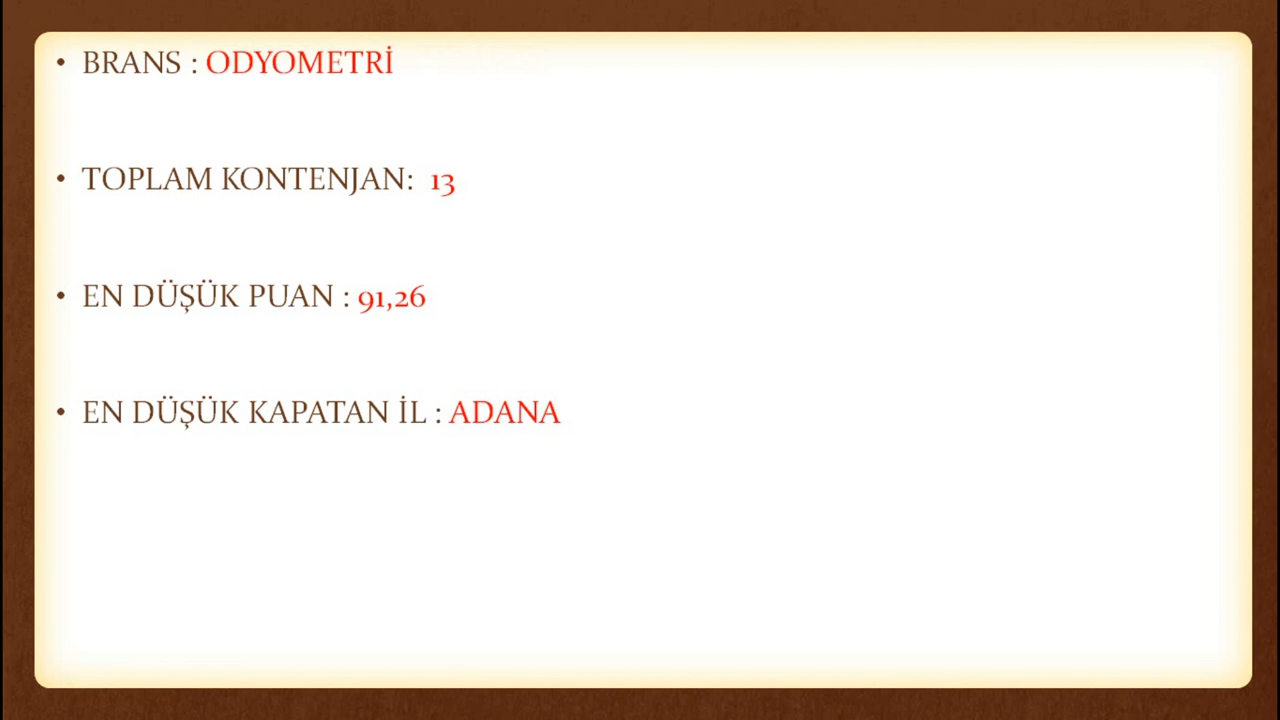 • BRANS : ODYOMETRİ
• TOPLAM KONTENJAN: 13
• EN DÜŞÜK PUAN : 91,26
• EN DÜŞÜK KAPATAN İL : ADANA